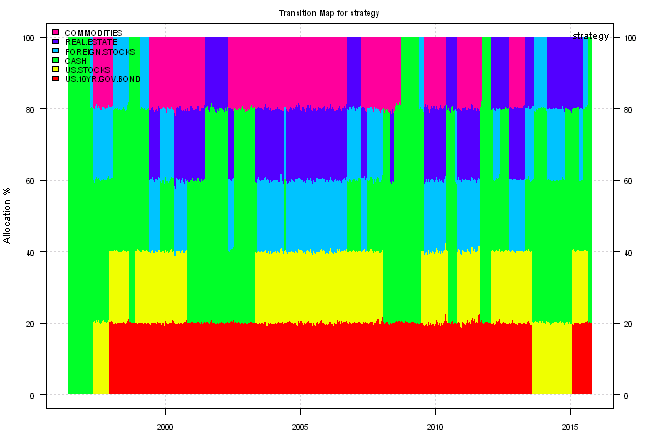 Transition Map for strategy
strategy
COMMODITIES
REAL.ESTATE
FOREIGN.STOCKS
CASH
US.STOCKS
US.10YR.GOV.BOND
Allocation %
100
80
60
40
20
0
100
80
60
40
20
0
2000 2005 2010 2015